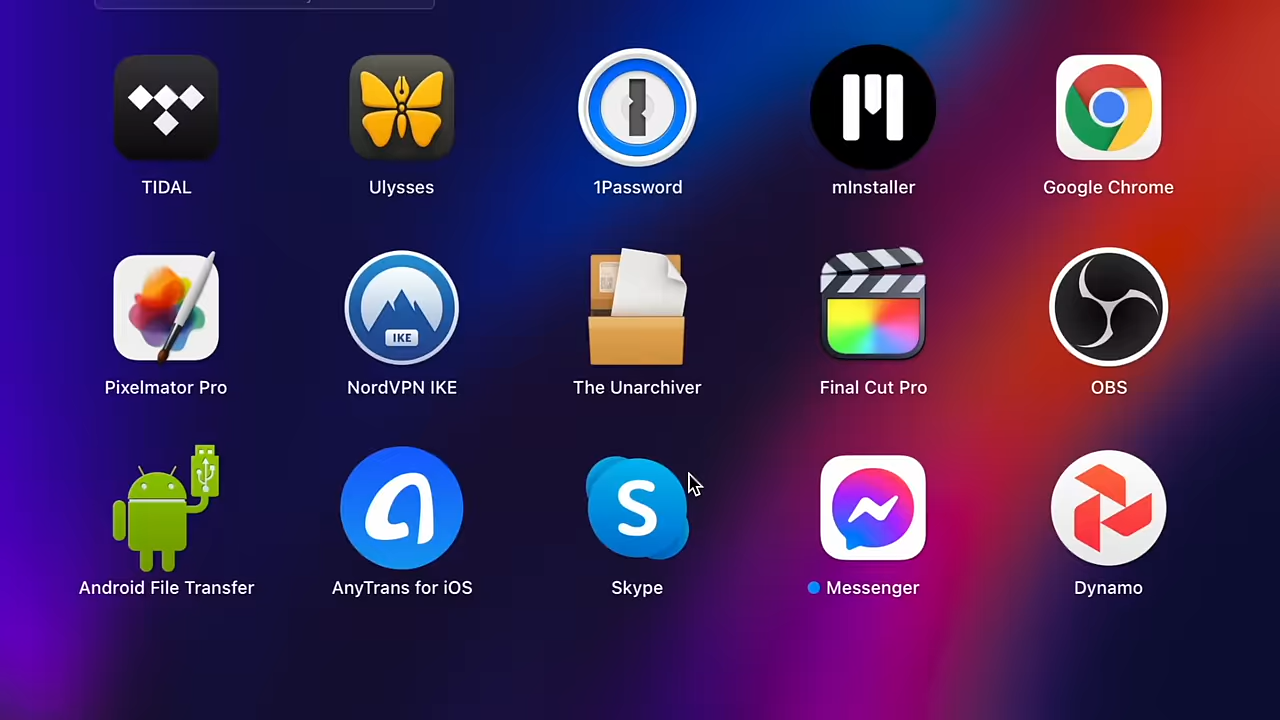 TIDAL
Ulysses
1Password
mInstaller
Google Chrome
Pixelmator Pro
NordVPN IKE
IKE
The Unarchiver
Final Cut Pro
OBS
Android File Transfer
AnyTrans for iOS
S
Skype
Messenger
Dynamo